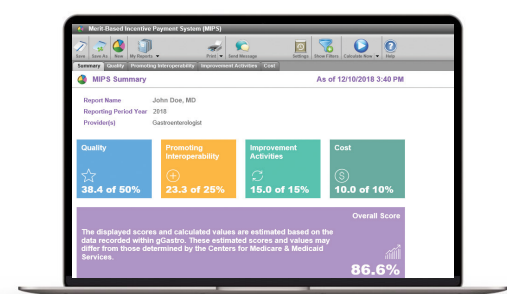 Merit-Based Incentive Payment System (MIPS)
Save Save As New My Reports Print Send Message Settings Show Filters Calculate Now Help
Summary Quality Promoting Interoperability Improvement Activities Cost
MIPS Summary As of 12/10/2018 3:40 PM
Report Name John Doe, MD
Reporting Period Year 2018
Provider(s) Gastroenterologist
Quality
38.4 of 50%
Promoting
Interoperability
23.3 of 25%
Improvement
Activities
15.0 of 15%
Cost
10.0 of 10%
Overall Score
The displayed scores and calculated values are estimated based on the
data recorded within gGastro. These estimated scores and values may
differ from those determined by the Centers for Medicare & Medicaid
Services.
86.6%